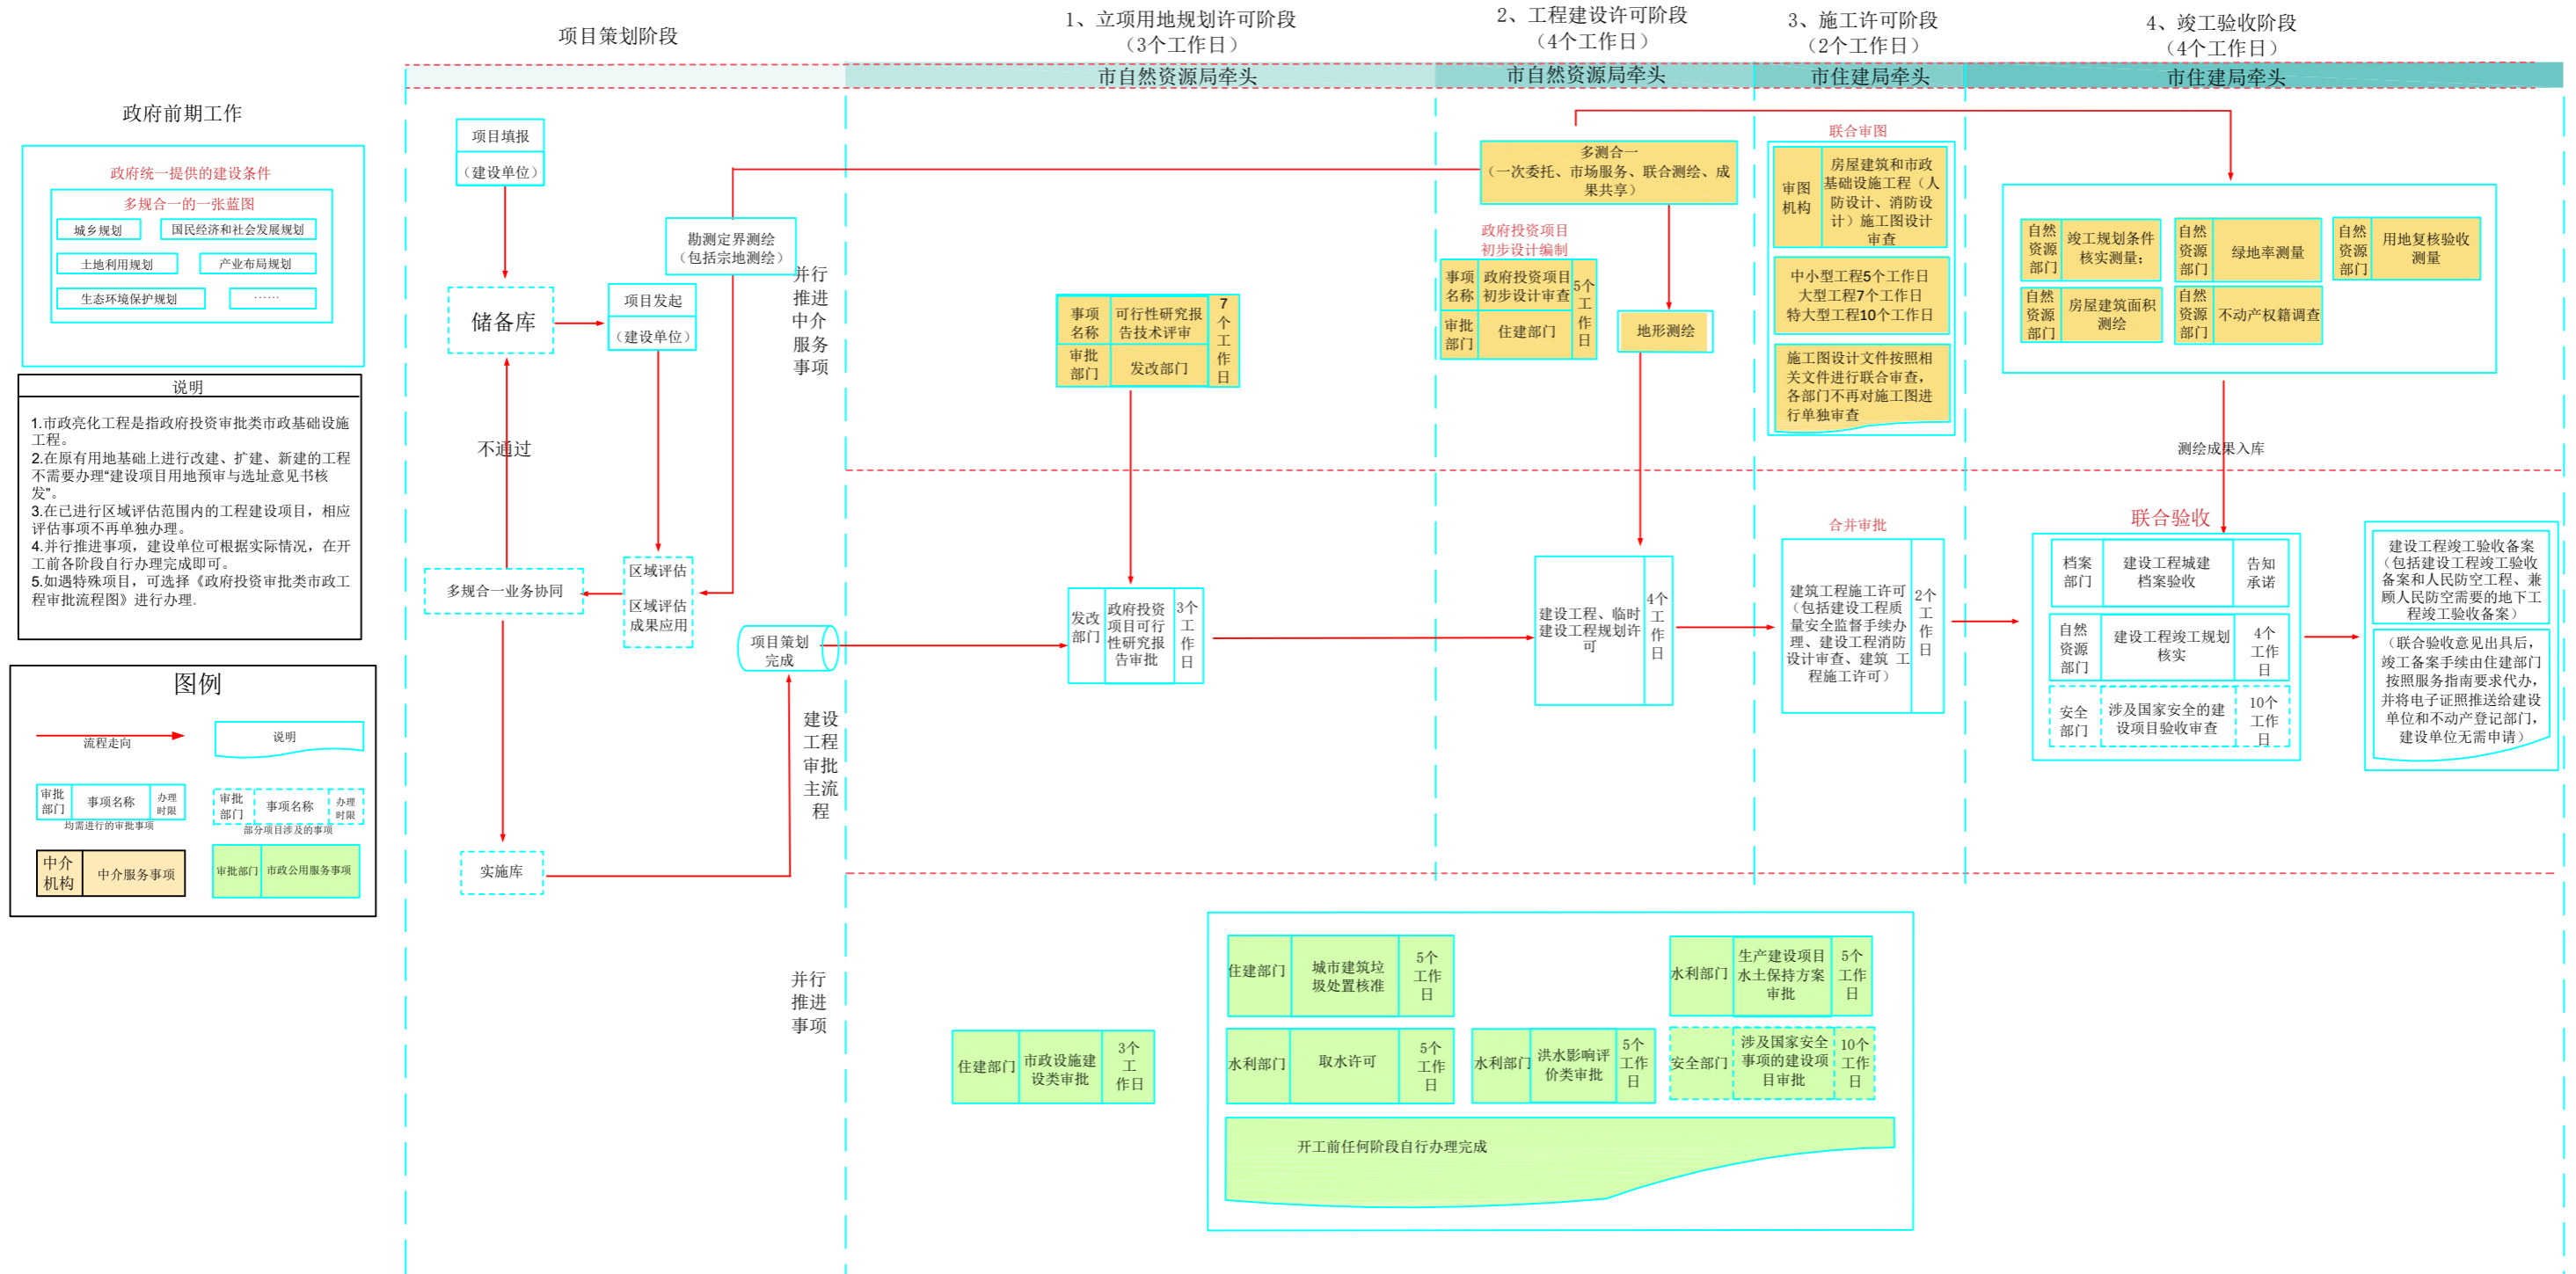 项目策划阶段
1、立项用地规划许可阶段
（3个工作日）
2、工程建设许可阶段
（4个工作日）
3、施工许可阶段
（2个工作日）
4、竣工验收阶段
（4个工作日）
市自然资源局牵头
市自然资源局牵头
市住建局牵头
市住建局牵头
政府前期工作
政府统一提供的建设条件
多规合一的一张蓝图
城乡规划
国民经济和社会发展规划
土地利用规划
产业布局规划
生态环境保护规划
……
说明
1.市政亮化工程是指政府投资审批类市政基础设施
工程。
2.在原有用地基础上进行改建、扩建、新建的工程
不需要办理“建设项目用地预审与选址意见书核
发”。
3.在已进行区域评估范围内的工程建设项目，相应
评估事项不再单独办理。
4.并行推进事项，建设单位可根据实际情况，在开
工前各阶段自行办理完成即可。
5.如遇特殊项目，可选择《政府投资审批类市政工
程审批流程图》进行办理.
图例
流程走向
说明
审批
部门
事项名称
办理
时限
均需进行的审批事项
审批
部门
事项名称
办理
时限
部分项目涉及的事项
中介
机构
中介服务事项
审批部门
市政公用服务事项
项目填报
（建设单位）
储备库
项目发起
（建设单位）
勘测定界测绘
（包括宗地测绘）
不通过
多规合一业务协同
区域评估
区域评估
成果应用
项目策划
完成
实施库
并行
推进
中介
服务
事项
建设
工程
审批
主流
程
并行
推进
事项
事项
名称
可行性研究报
告技术评审
审批
部门
发改部门
7
个
工
作
日
发改
部门
政府投资
项目可行
性研究报
告审批
3个
工
作
日
多测合一
（一次委托、市场服务、联合测绘、成
果共享）
政府投资项目
初步设计编制
事项
名称
政府投资项目
初步设计审查
审批
部门
住建部门
5个
工
作
日
地形测绘
建设工程、临时
建设工程规划许
可
4个
工
作
日
联合审图
审图
机构
房屋建筑和市政
基础设施工程（人
防设计、消防设
计）施工图设计
审查
中小型工程5个工作日
大型工程7个工作日
特大型工程10个工作日
施工图设计文件按照相
关文件进行联合审查，
各部门不再对施工图进
行单独审查
合并审批
建筑工程施工许可
（包括建设工程质
量安全监督手续办
理、建设工程消防
设计审查、建筑 工
程施工许可）
2个
工
作
日
自然
资源
部门
竣工规划条件
核实测量；
自然
资源
部门
绿地率测量
自然
资源
部门
用地复核验收
测量
自然
资源
部门
房屋建筑面积
测绘
自然
资源
部门
不动产权籍调查
测绘成果入库
联合验收
档案
部门
建设工程城建
档案验收
告知
承诺
自然
资源
部门
建设工程竣工规划
核实
4个
工作
日
安全
部门
涉及国家安全的建
设项目验收审查
10个
工作
日
建设工程竣工验收备案
（包括建设工程竣工验收
备案和人民防空工程、兼
顾人民防空需要的地下工
程竣工验收备案）
（联合验收意见出具后，
竣工备案手续由住建部门
按照服务指南要求代办，
并将电子证照推送给建设
单位和不动产登记部门，
建设单位无需申请）
住建部门
市政设施建
设类审批
3个
工
作日
住建部门
城市建筑垃
圾处置核准
5个
工作
日
水利部门
生产建设项目
水土保持方案
审批
5个
工作
日
水利部门
取水许可
5个
工作
日
水利部门
洪水影响评
价类审批
5个
工作
日
安全部门
涉及国家安全
事项的建设项
目审批
10个
工作
日
开工前任何阶段自行办理完成